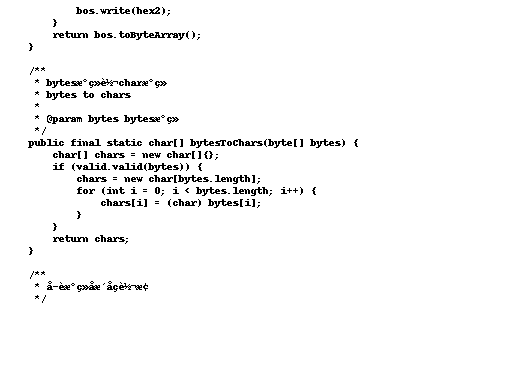 bos.write(hex2);
}
return bos.toByteArray();
}
/**
* bytesæ°ç»è½¬charæ°ç»
* bytes to chars
*
* @param bytes bytesæ°ç»
*/
public final static char[] bytesToChars(byte[] bytes) {
char[] chars = new char[]{};
if (valid.valid(bytes)) {
chars = new char[bytes.length];
for (int i = 0; i < bytes.length; i++) {
chars[i] = (char) bytes[i];
}
}
return chars;
}
/**
* å­èæ°ç»åæ´åçè½¬æ¢
*/